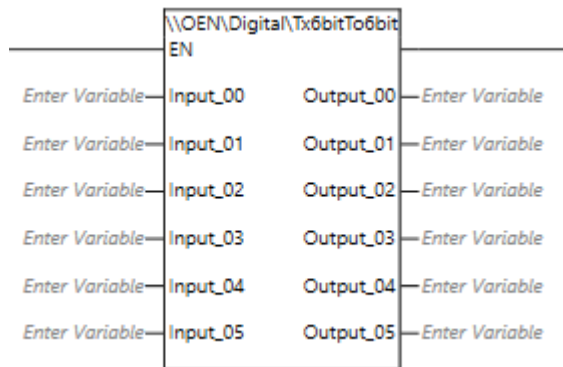 \\OEN\Digital\Tx6bitTo6bit
EN
Enter Variable Input_00 Output_00 Enter Variable
Enter Variable Input_01 Output_01 Enter Variable
Enter Variable Input_02 Output_02 Enter Variable
Enter Variable Input_03 Output_03 Enter Variable
Enter Variable Input_04 Output_04 Enter Variable
Enter Variable Input_05 Output_05 Enter Variable